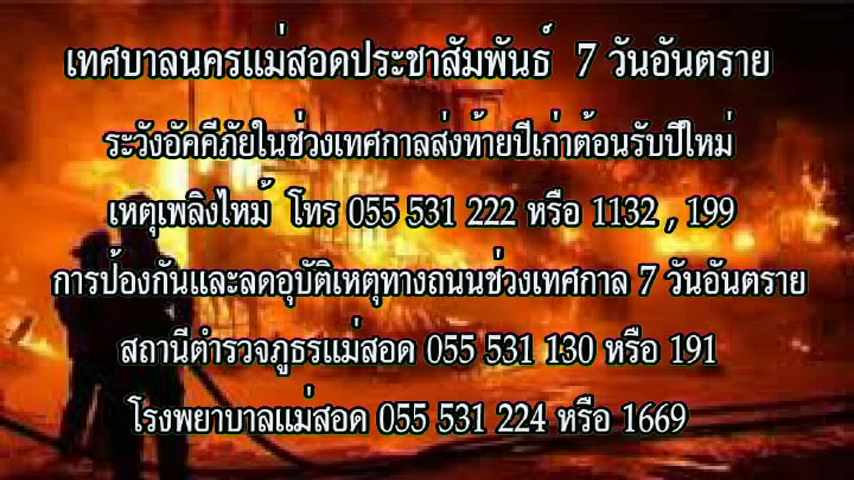 เทศบาลนครแม่สอดประชาสัมพันธ์ 7 วันอันตราย
ระวังอัคคีภัยในช่วงเทศกาลส่งท้ายปีเก่าต้อนรับปีใหม่
เหตุเพลิงไหม้ โทร 055 531 222 หรือ 1132 , 199
การป้องกันและลดอุบัติเหตุทางถนนช่วงเทศกาล 7 วันอันตราย
สถานีตำรวจภูธรแม่สอด 055 531 130 หรือ 191
โรงพยาบาลแม่สอด 055 531 224 หรือ 1669